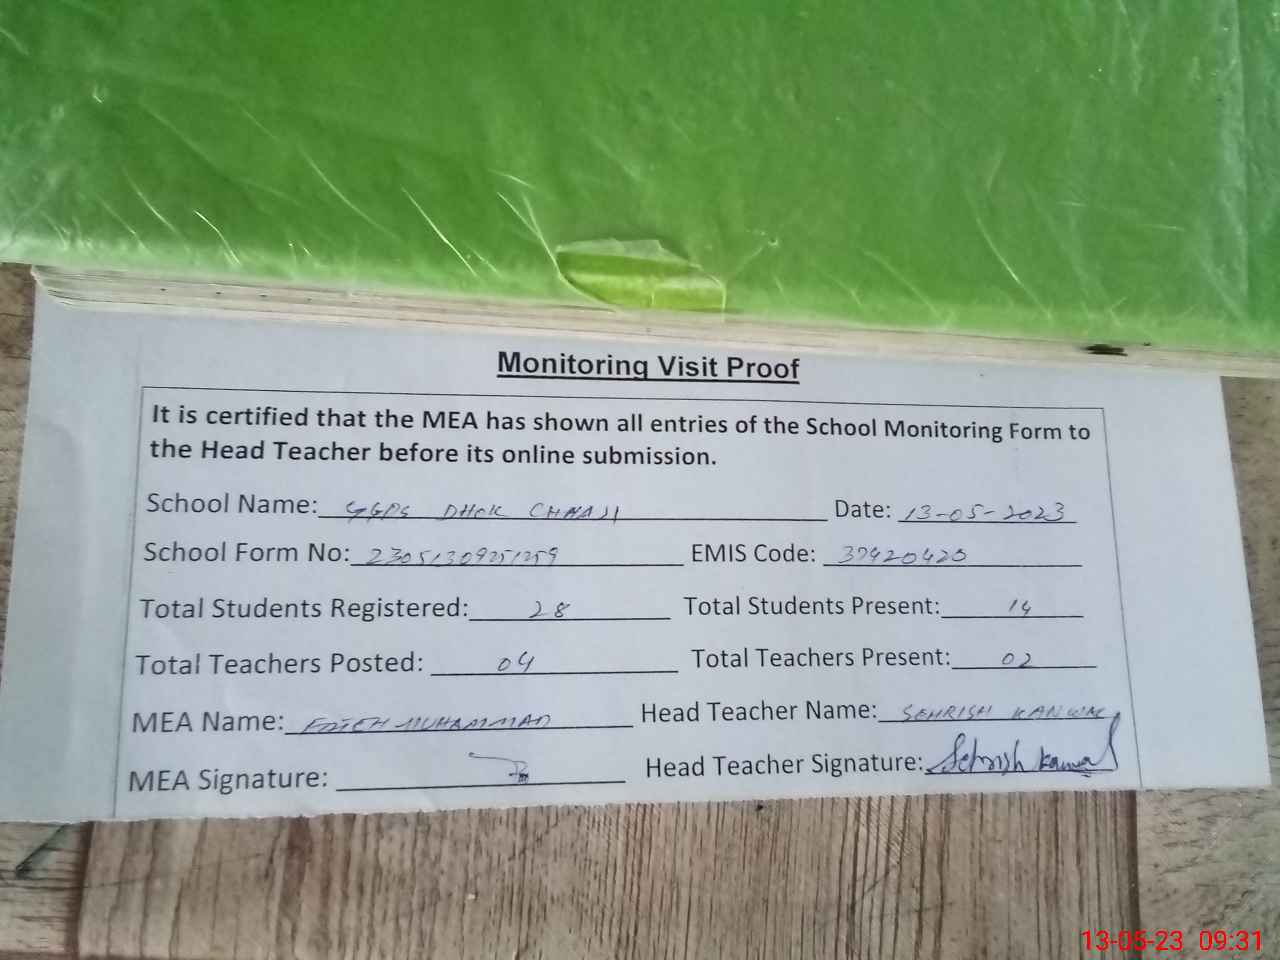 Monitoring Visit Proof
It is certified that the MEA has shown all entries of the School Monitoring Form to
the Head Teacher before its online submission.
School Name: GGPS DHOK CHHAJI Date: 13-05-2023
School Form No: 23051309251259 EMIS Code: 37420420
Total Students Registered: 28 Total Students Present: 14
Total Teachers Posted: 04 Total Teachers Present: 02
MEA Name: FATEH MUHAMMAD Head Teacher Name: SEHRISH KANWAL
MEA Signature: Head Teacher Signature: Sehrish Kanwal
13-05-23 09:31